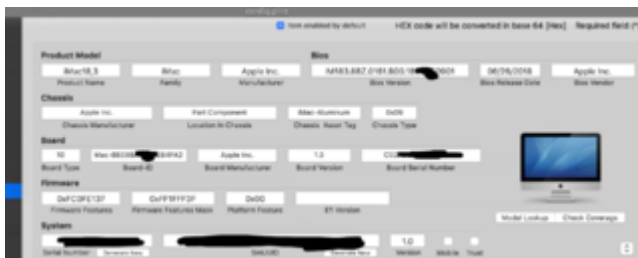 config.plist
Item enabled by default HEX code will be converted in base 64 [Hex] Required field (*
Product Model Bios
iMac18,3 iMac Apple Inc. 06/26/2018 Apple Inc.
Product Name Family Manufacturer Bios Version Bios Release Date Bios Vendor
Chassis
Apple Inc. Part Component iMac-Aluminum 0x09
Chassis Manufacturer Location In Chassis Chassis Asset Tag Chassis Type
Board
10 Apple Inc. 1.0
Board Type Board-ID Board Manufacturer Board Version Board Serial Number
Firmware
0xFC0FE137 0xFF1FFF3F 0x00
Firmware Features Firmware Features Mask Platform Feature EFI Version
Model Lookup Check Coverage
System
1.0
Serial Number Generate New SmUUID Generate New Version Mobile Trust